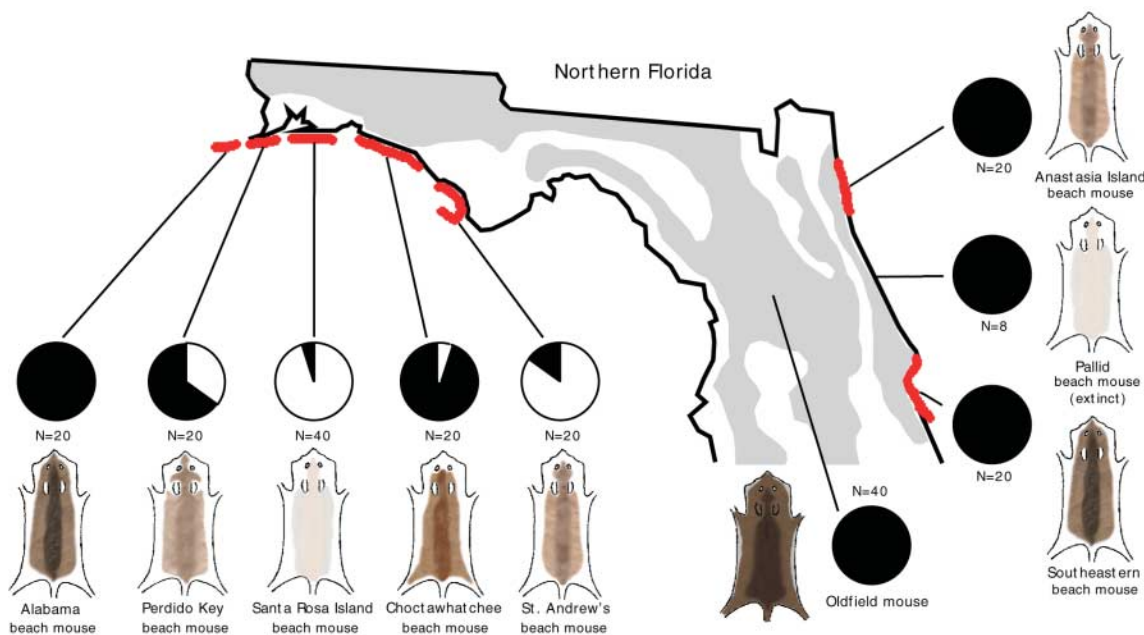 Northern Florida
N=20
Anastasia Island
beach mouse
N=8
Pallid
beach mouse
(extinct)
N=20
Southeastern
beach mouse
N=20
N=20
N=40
N=20
N=20
Alabama
beach mouse
Perdido Key
beach mouse
Santa Rosa Island
beach mouse
Choctawhatchee
beach mouse
St. Andrew's
beach mouse
N=40
Oldfield mouse